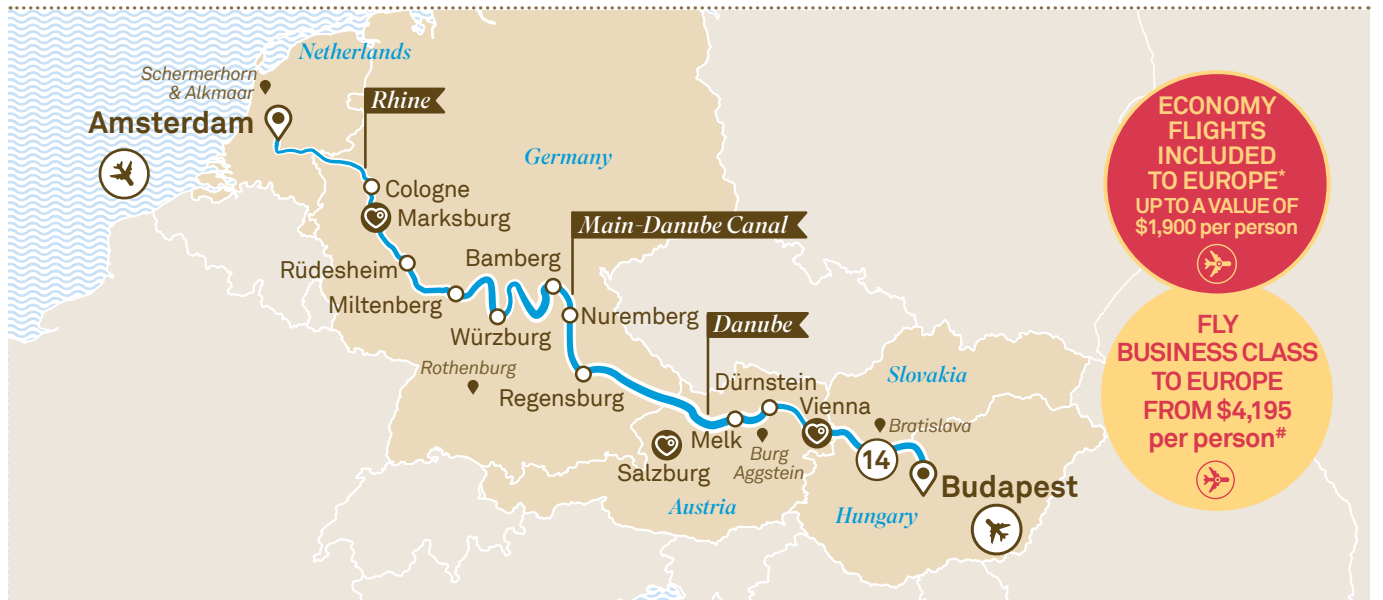 Netherlands
Schermerhorn
& Alkmaar
Amsterdam
Rhine
Germany
Cologne
Marksburg
Main-Danube Canal
Rüdesheim
Bamberg
Miltenberg
Würzburg
Nuremberg
Rothenburg
Regensburg
Danube
Dürnstein
Slovakia
Vienna
Melk
Bratislava
Burg
Aggstein
Salzburg
14
Budapest
Austria
Hungary
ECONOMY
FLIGHTS
INCLUDED
TO EUROPE*
UP TO A VALUE OF
$1,900 per person
FLY
BUSINESS CLASS
TO EUROPE
FROM $4,195
per person#